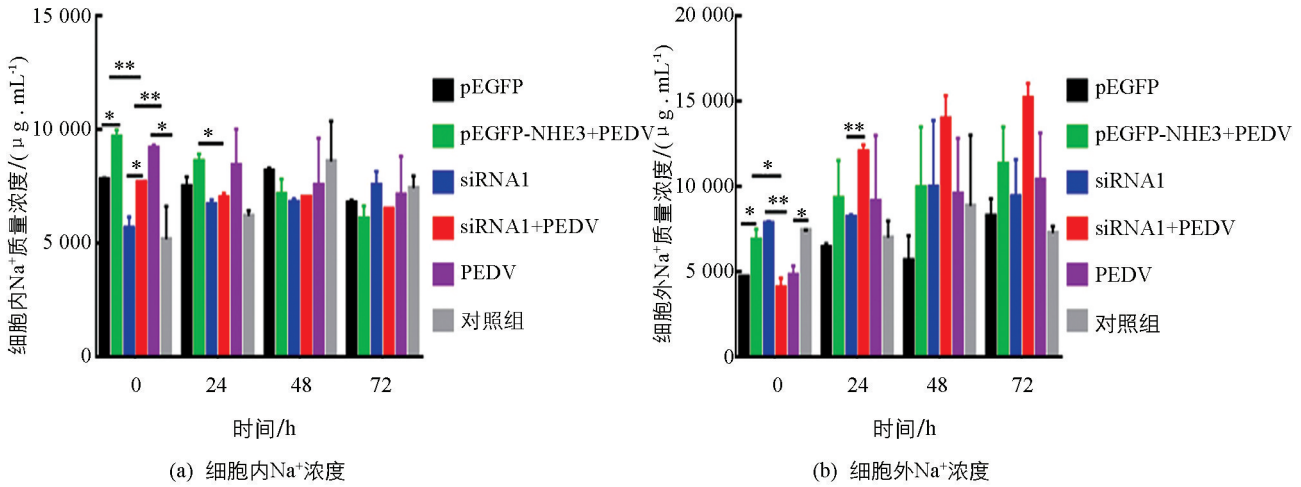 细胞内Na⁺质量浓度/(μg.mL⁻¹)
15 000
10 000
5 000
0
**
**
*
*
*
*
0 24 48 72
时间/h
pEGFP
pEGFP-NHE3+PEDV
siRNA1
siRNA1+PEDV
PEDV
对照组
(a) 细胞内Na⁺浓度
细胞外Na⁺质量浓度/(μg.mL⁻¹)
20 000
15 000
10 000
5 000
0
*
*
**
*
**
0 24 48 72
时间/h
pEGFP
pEGFP-NHE3+PEDV
siRNA1
siRNA1+PEDV
PEDV
对照组
(b) 细胞外Na⁺浓度